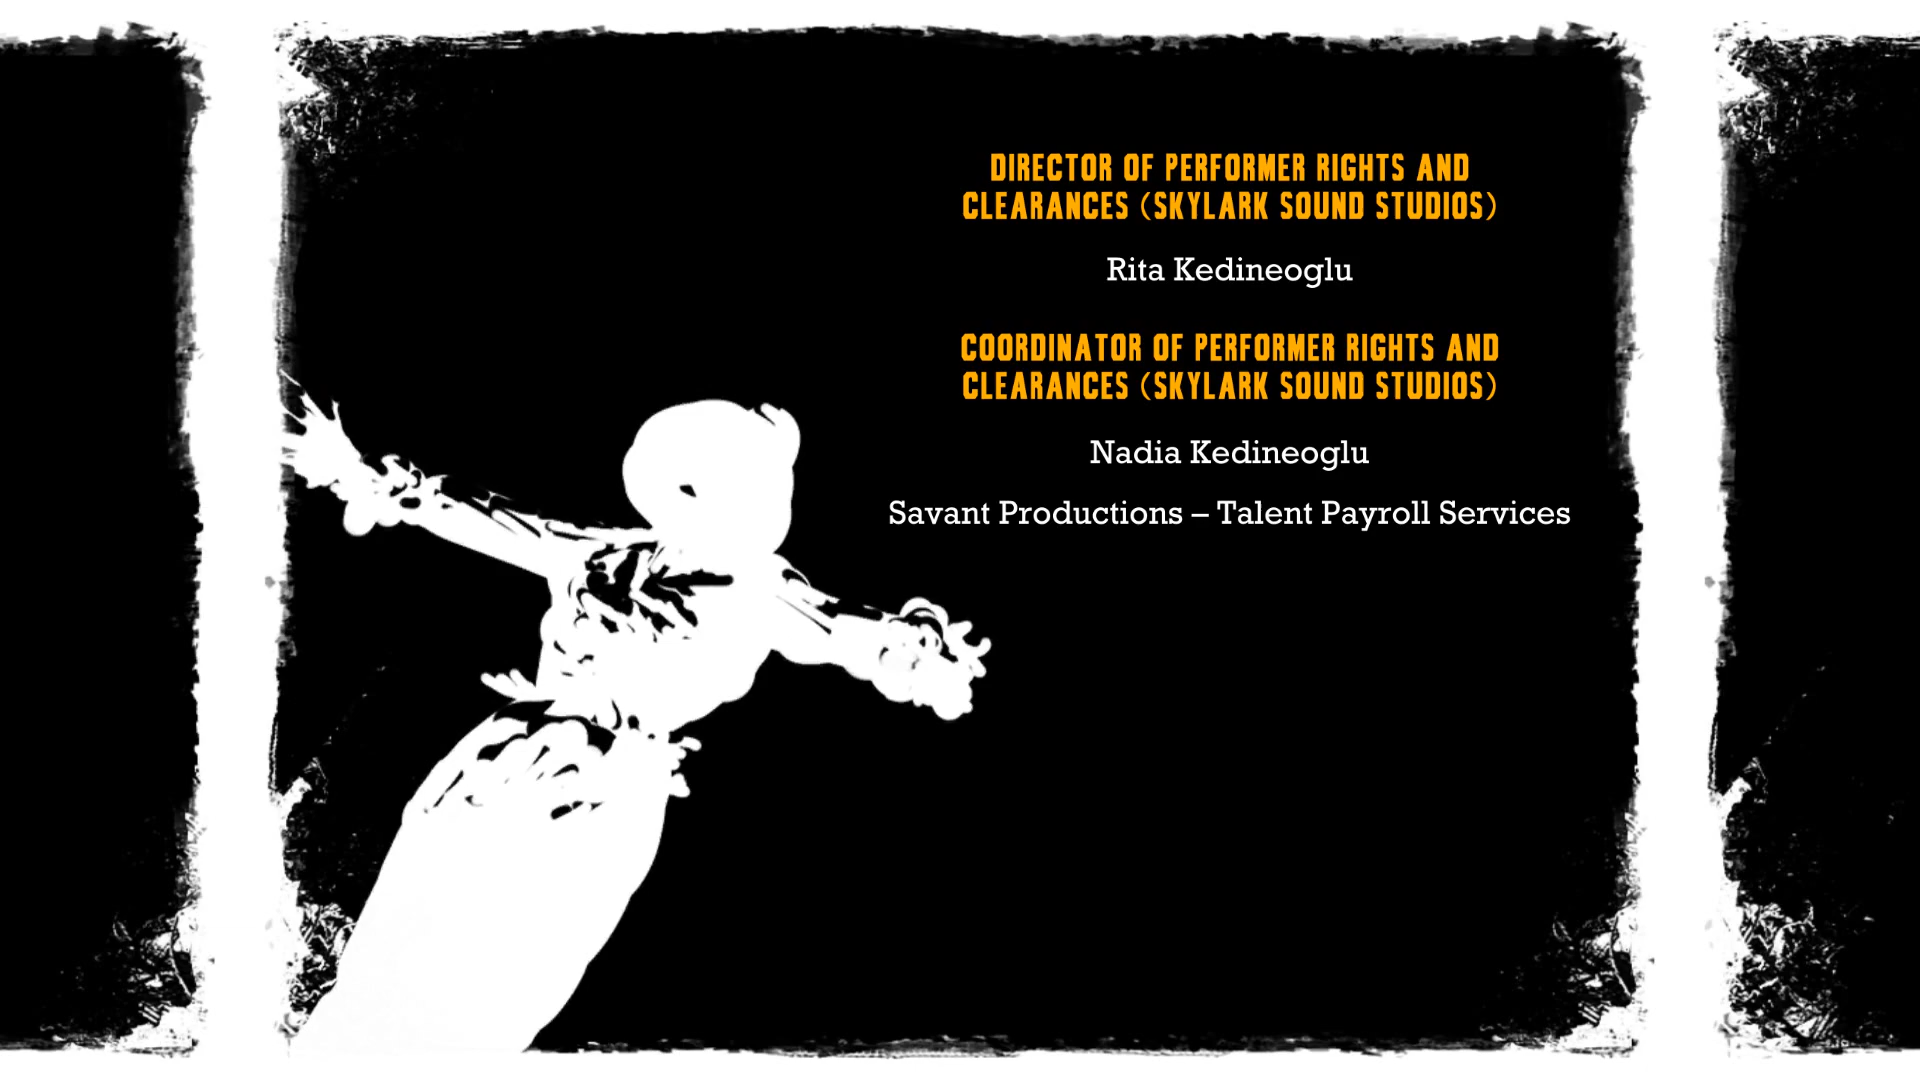 DIRECTOR OF PERFORMER RIGHTS AND
CLEARANCES (SKYLARK SOUND STUDIOS)
Rita Kedineoglu
COORDINATOR OF PERFORMER RIGHTS AND
CLEARANCES (SKYLARK SOUND STUDIOS)
Nadia Kedineoglu
Savant Productions – Talent Payroll Services